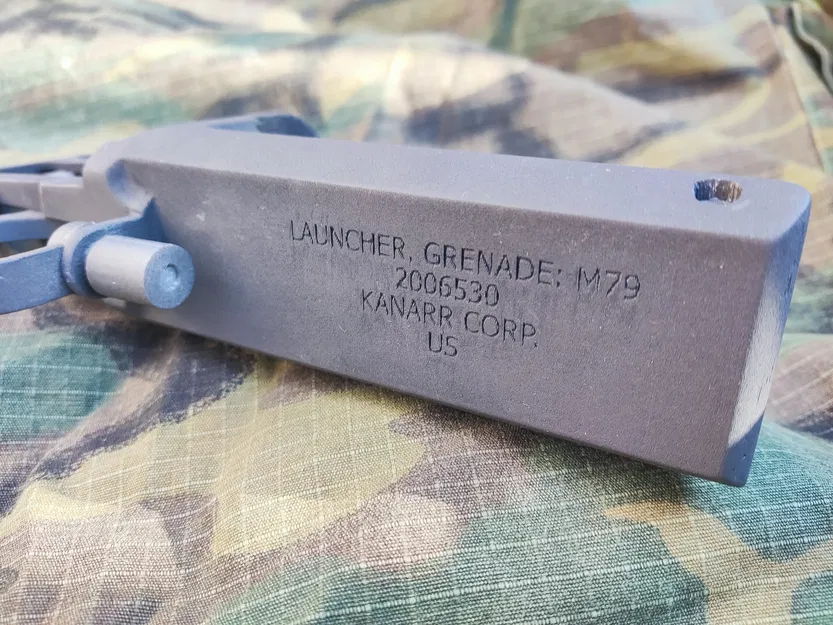 LAUNCHER, GRENADE: M79
2006530
KANARR CORP.
US